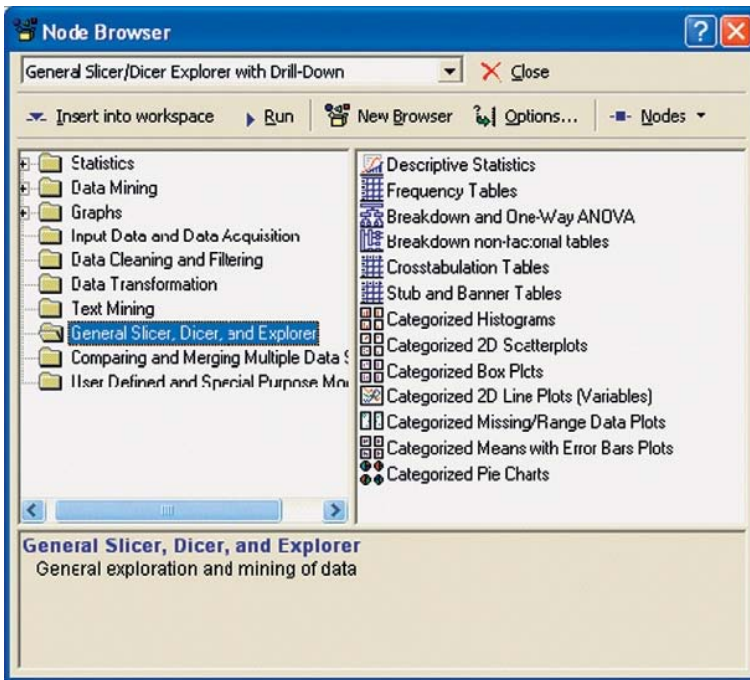 Node Browser
General Slicer/Dicer Explorer with Drill-Down
Close
Insert into workspace
Run
New Browser
Options...
Nodes
Statistics
Data Mining
Graphs
Input Data and Data Acquisition
Data Cleaning and Filtering
Data Transformation
Text Mining
General Slicer, Dicer, and Explorer
Comparing and Merging Multiple Data S
User Defined and Special Purpose Mo
Descriptive Statistics
Frequency Tables
Breakdown and One-Way ANOVA
Breakdown non-factorial tables
Crosstabulation Tables
Stub and Banner Tables
Categorized Histograms
Categorized 2D Scatterplots
Categorized Box Plots
Categorized 2D Line Plots (Variables)
Categorized Missing/Range Data Plots
Categorized Means with Error Bars Plots
Categorized Pie Charts
General Slicer, Dicer, and Explorer
General exploration and mining of data